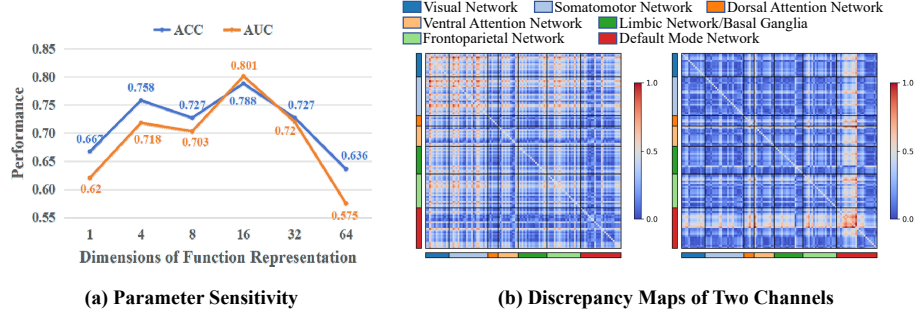 ACC AUC
Performance
0.85
0.80
0.75
0.70
0.65
0.60
0.55
0.667
0.758
0.727
0.788
0.727
0.636
0.62
0.718
0.703
0.801
0.72
0.575
1 4 8 16 32 64
Dimensions of Function Representation
(a) Parameter Sensitivity
Visual Network Somatomotor Network Dorsal Attention Network
Ventral Attention Network Limbic Network/Basal Ganglia
Frontoparietal Network Default Mode Network
1.0
0.5
0.0
1.0
0.5
0.0
(b) Discrepancy Maps of Two Channels